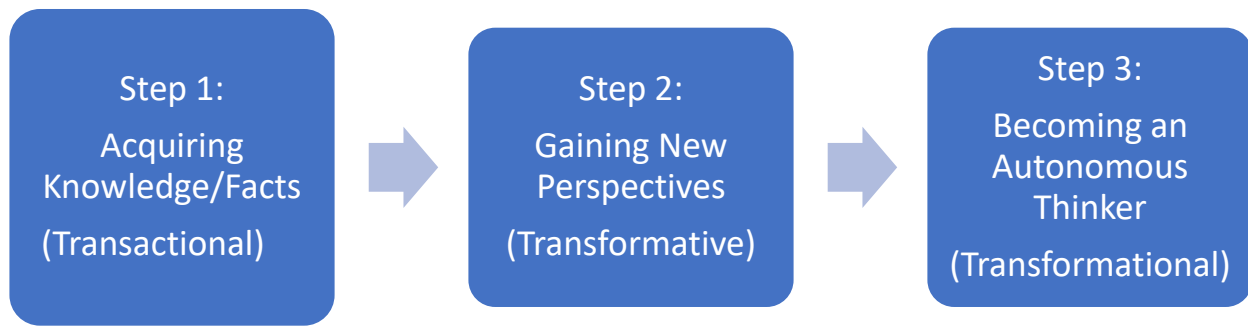 Step 1:
Acquiring
Knowledge/Facts
(Transactional)
Step 2:
Gaining New
Perspectives
(Transformative)
Step 3:
Becoming an
Autonomous
Thinker
(Transformational)